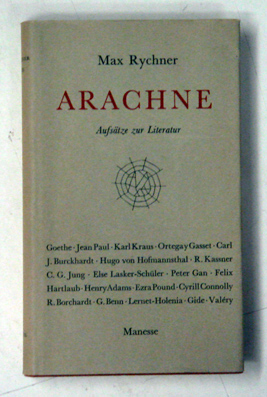 Max Rychner
ARACHNE
Aufsätze zur Literatur
Goethe · Jean Paul · Karl Kraus · Ortega y Gasset · Carl
J. Burckhardt · Hugo von Hofmannsthal · R. Kassner
C. G. Jung · Else Lasker-Schüler · Peter Gan · Felix
Hartlaub · Henry Adams · Ezra Pound · Cyrill Connolly
R. Borchardt · G. Benn · Lernet-Holenia · Gide · Valéry
Manesse